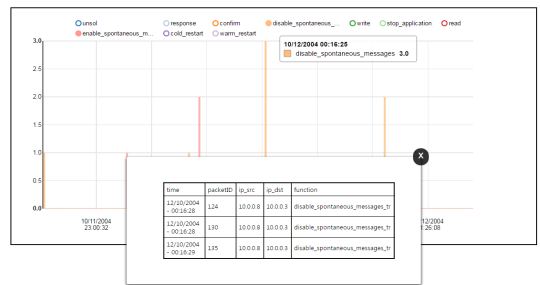 unsol response confirm disable_spontaneous_... write stop_application read
enable_spontaneous_m... cold_restart warm_restart
10/12/2004 00:16:25
disable_spontaneous_messages 3.0
3.0
2.5
2.0
1.5
1.0
0.5
0.0
X
time packetID ip_src ip_dst function
12/10/2004 - 00:16:28 124 10.0.0.8 10.0.0.3 disable_spontaneous_messages_tr
12/10/2004 - 00:16:28 130 10.0.0.8 10.0.0.3 disable_spontaneous_messages_tr
12/10/2004 - 00:16:29 135 10.0.0.8 10.0.0.3 disable_spontaneous_messages_tr
10/11/2004
23:00:32
12/2004
1:26:08